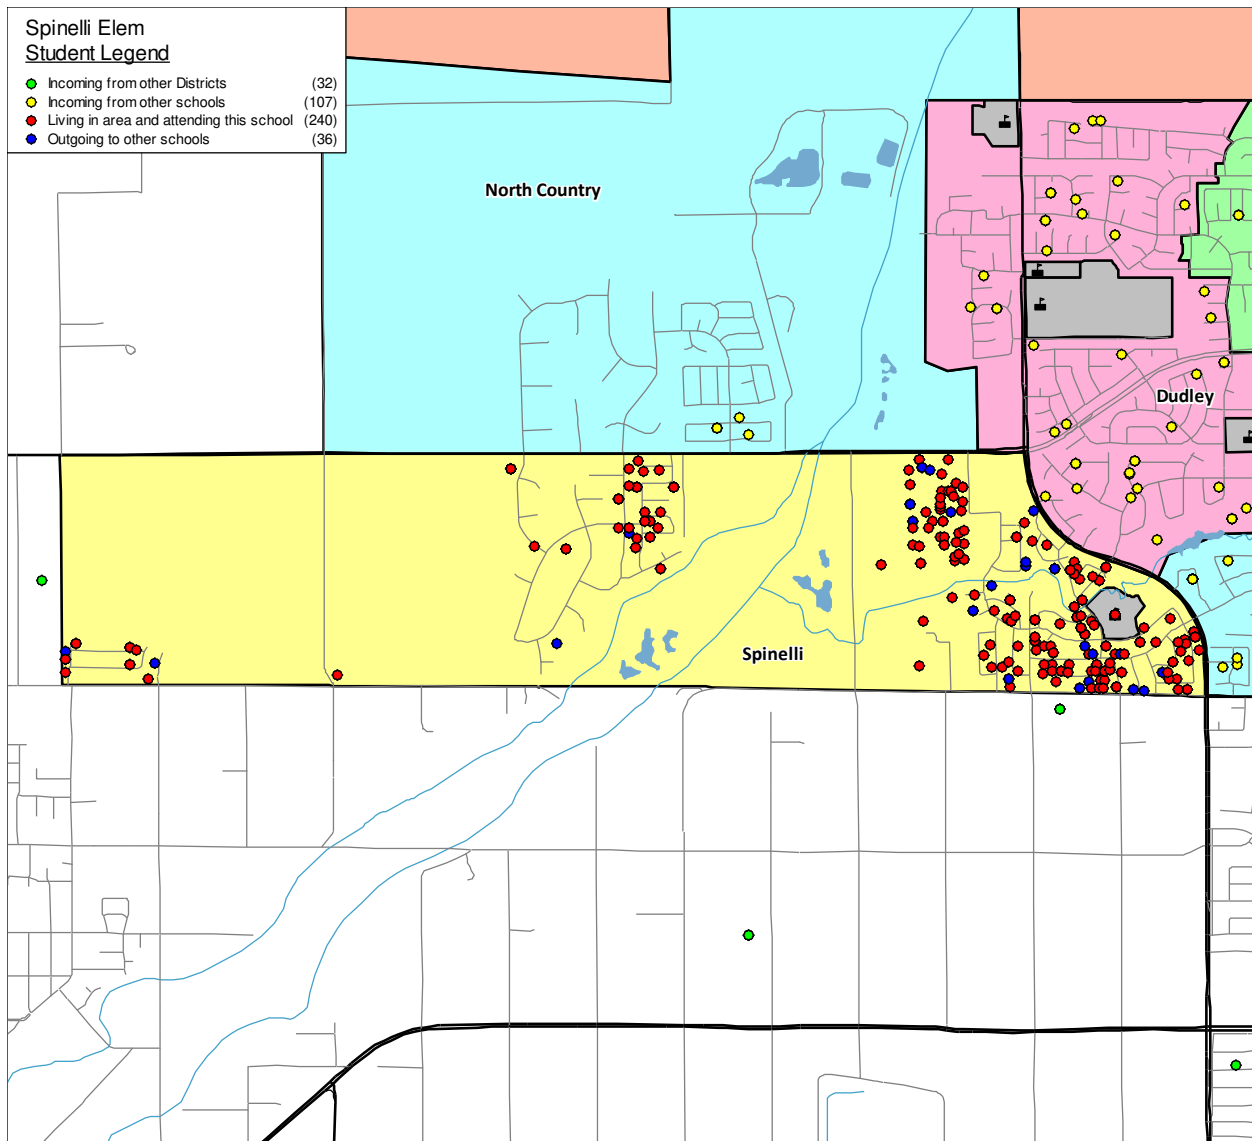 Spinelli Elem
Student Legend
Incoming from other Districts (32)
Incoming from other schools (107)
Living in area and attending this school (240)
Outgoing to other schools (36)
North Country
Dudley
Spinelli